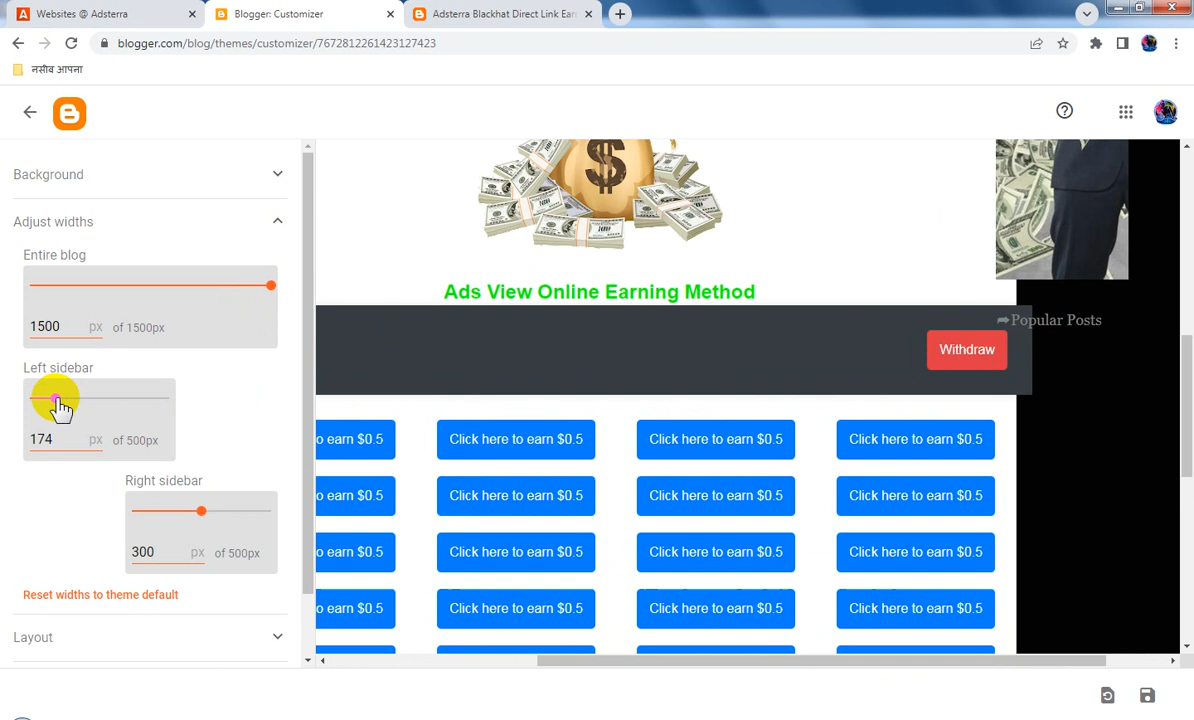 Websites @ Adsterra
Blogger: Customizer
Adsterra Blackhat Direct Link Ear
blogger.com/blog/themes/customizer/7672812261423127423
नसीब आपना
Background
Adjust widths
Entire blog
1500 px of 1500px
Left sidebar
174 px of 500px
Right sidebar
300 px of 500px
Reset widths to theme default
Layout
Ads View Online Earning Method
➦Popular Posts
Withdraw
o earn $0.5 Click here to earn $0.5 Click here to earn $0.5 Click here to earn $0.5
o earn $0.5 Click here to earn $0.5 Click here to earn $0.5 Click here to earn $0.5
o earn $0.5 Click here to earn $0.5 Click here to earn $0.5 Click here to earn $0.5
o earn $0.5 Click here to earn $0.5 Click here to earn $0.5 Click here to earn $0.5